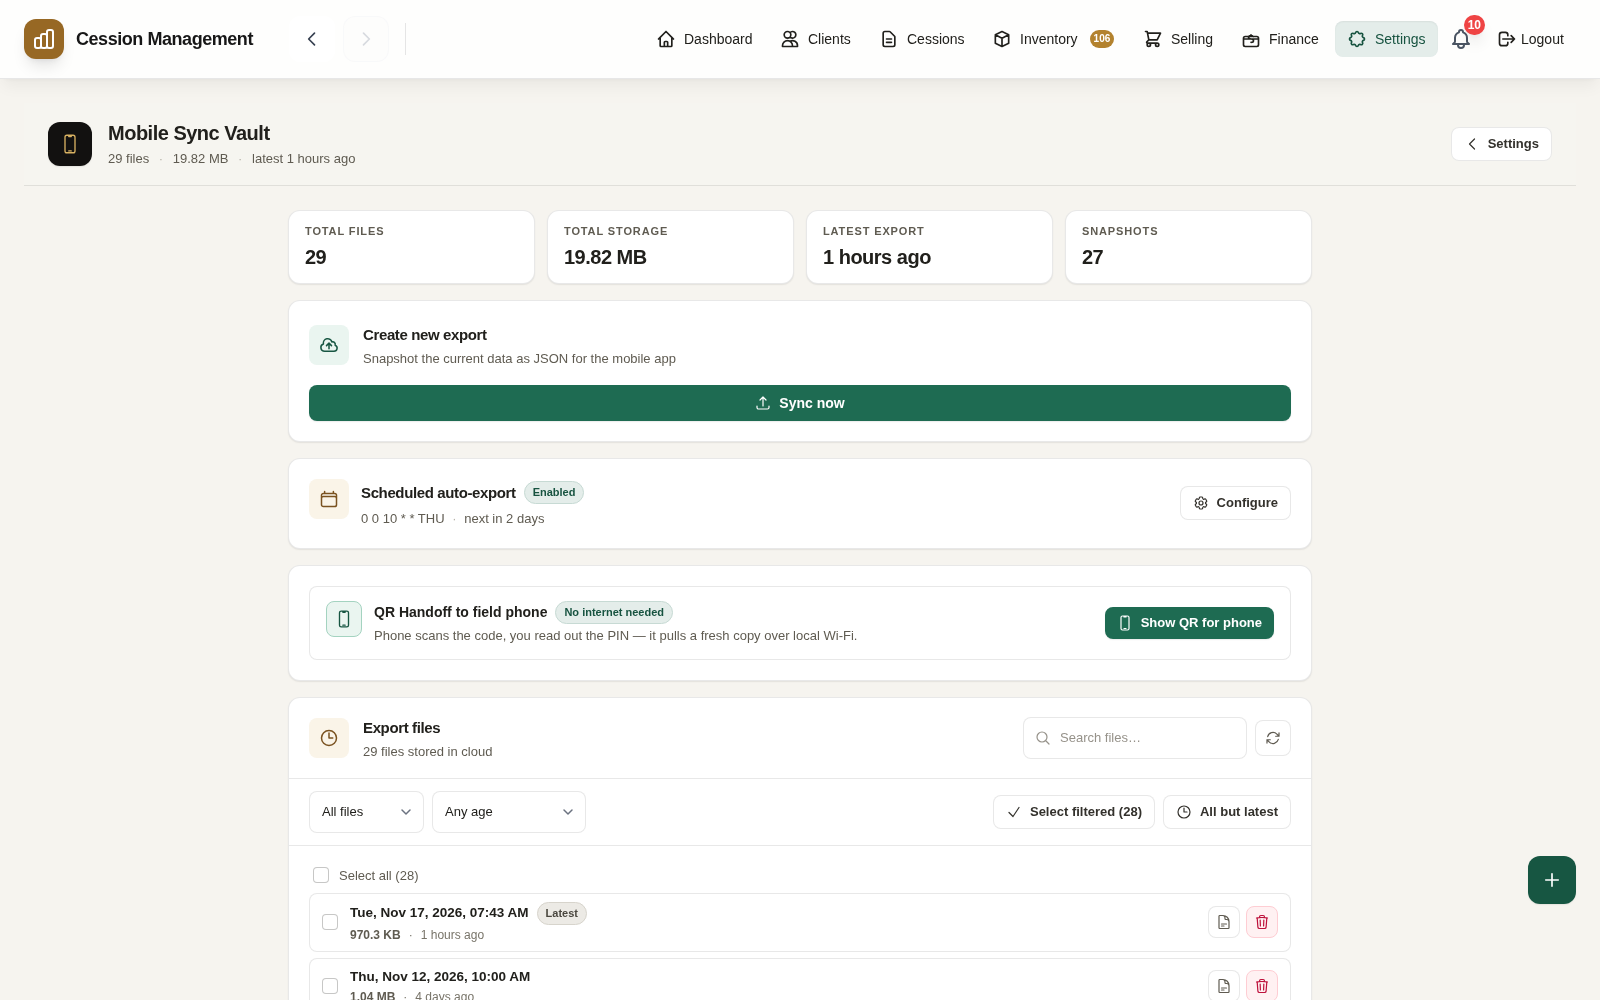 Cession Management
Dashboard
Clients
Cessions
Inventory 106
Selling
Finance
Settings
10
Logout
Mobile Sync Vault
29 files · 19.82 MB · latest 1 hours ago
Settings
TOTAL FILES
29
TOTAL STORAGE
19.82 MB
LATEST EXPORT
1 hours ago
SNAPSHOTS
27
Create new export
Snapshot the current data as JSON for the mobile app
Sync now
Scheduled auto-export Enabled
0 0 10 * * THU · next in 2 days
Configure
QR Handoff to field phone No internet needed
Phone scans the code, you read out the PIN — it pulls a fresh copy over local Wi-Fi.
Show QR for phone
Export files
29 files stored in cloud
Search files…
All files
Any age
Select filtered (28)
All but latest
Select all (28)
Tue, Nov 17, 2026, 07:43 AM Latest
970.3 KB · 1 hours ago
Thu, Nov 12, 2026, 10:00 AM
1.04 MB · 4 days ago